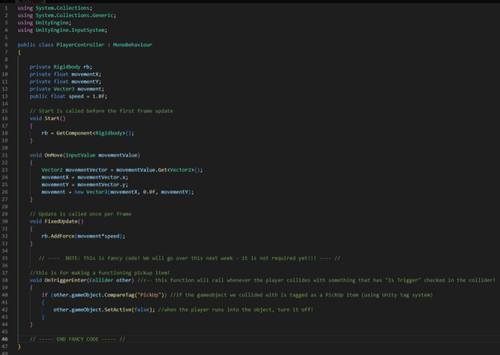 1 using System.Collections;
2 using System.Collections.Generic;
3 using UnityEngine;
4 using UnityEngine.InputSystem;
5
6 public class PlayerController : MonoBehaviour
7 {
8
9 private Rigidbody rb;
10 private float movementX;
11 private float movementY;
12 private Vector3 movement;
13 public float speed = 1.0f;
14
15 // Start is called before the first frame update
16 void Start()
17 {
18 rb = GetComponent<Rigidbody>();
19 }
20
21 void OnMove(InputValue movementValue)
22 {
23 Vector2 movementVector = movementValue.Get<Vector2>();
24 movementX = movementVector.x;
25 movementY = movementVector.y;
26 movement = new Vector3(movementX, 0.0f, movementY);
27 }
28
29 // Update is called once per frame
30 void FixedUpdate()
31 {
32 rb.AddForce(movement*speed);
33 }
34
35 // ---- NOTE: This is fancy code! We will go over this next week - it is not required yet!!! ---- //
36
37 //this is for making a functioning pickup item!
38 void OnTriggerEnter(Collider other) //<-- this function will call whenever the player collides with something that has "Is Trigger" checked in the collider!
39 {
40 if (other.gameObject.CompareTag("PickUp")) //if the gameobject we collided with is tagged as a PickUp item (using Unity tag system)
41 {
42 other.gameObject.SetActive(false); //when the player runs into the object, turn it off!
43 }
44 }
45
46 // ----- END FANCY CODE ----- //
47 }